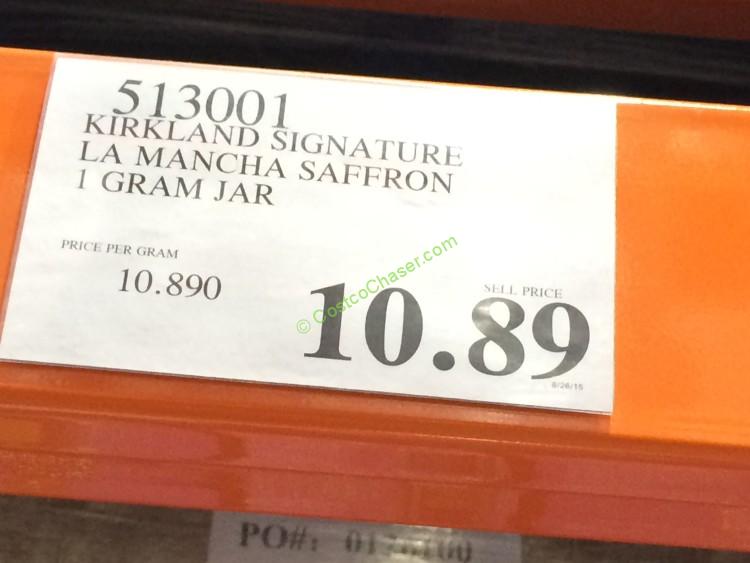 513001
KIRKLAND SIGNATURE
LA MANCHA SAFFRON
1 GRAM JAR
PRICE PER GRAM
10.890
SELL PRICE
10.89
8/26/15
© CostcoChaser.com
PO#: